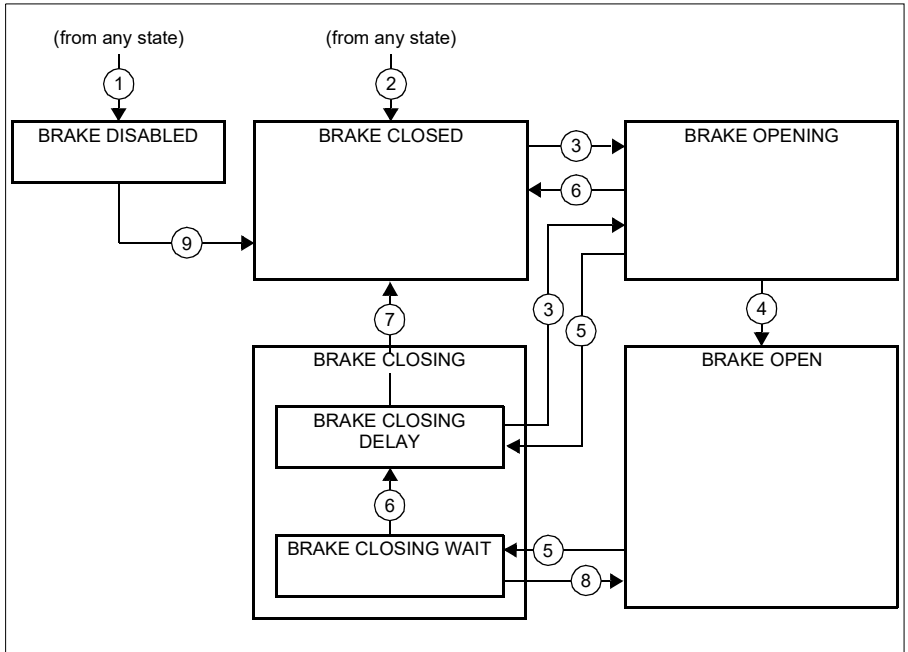 (from any state)
(from any state)
1
2
BRAKE DISABLED
BRAKE CLOSED
BRAKE OPENING
3
6
9
7
3
5
4
BRAKE CLOSING
BRAKE OPEN
BRAKE CLOSING
DELAY
6
BRAKE CLOSING WAIT
5
8